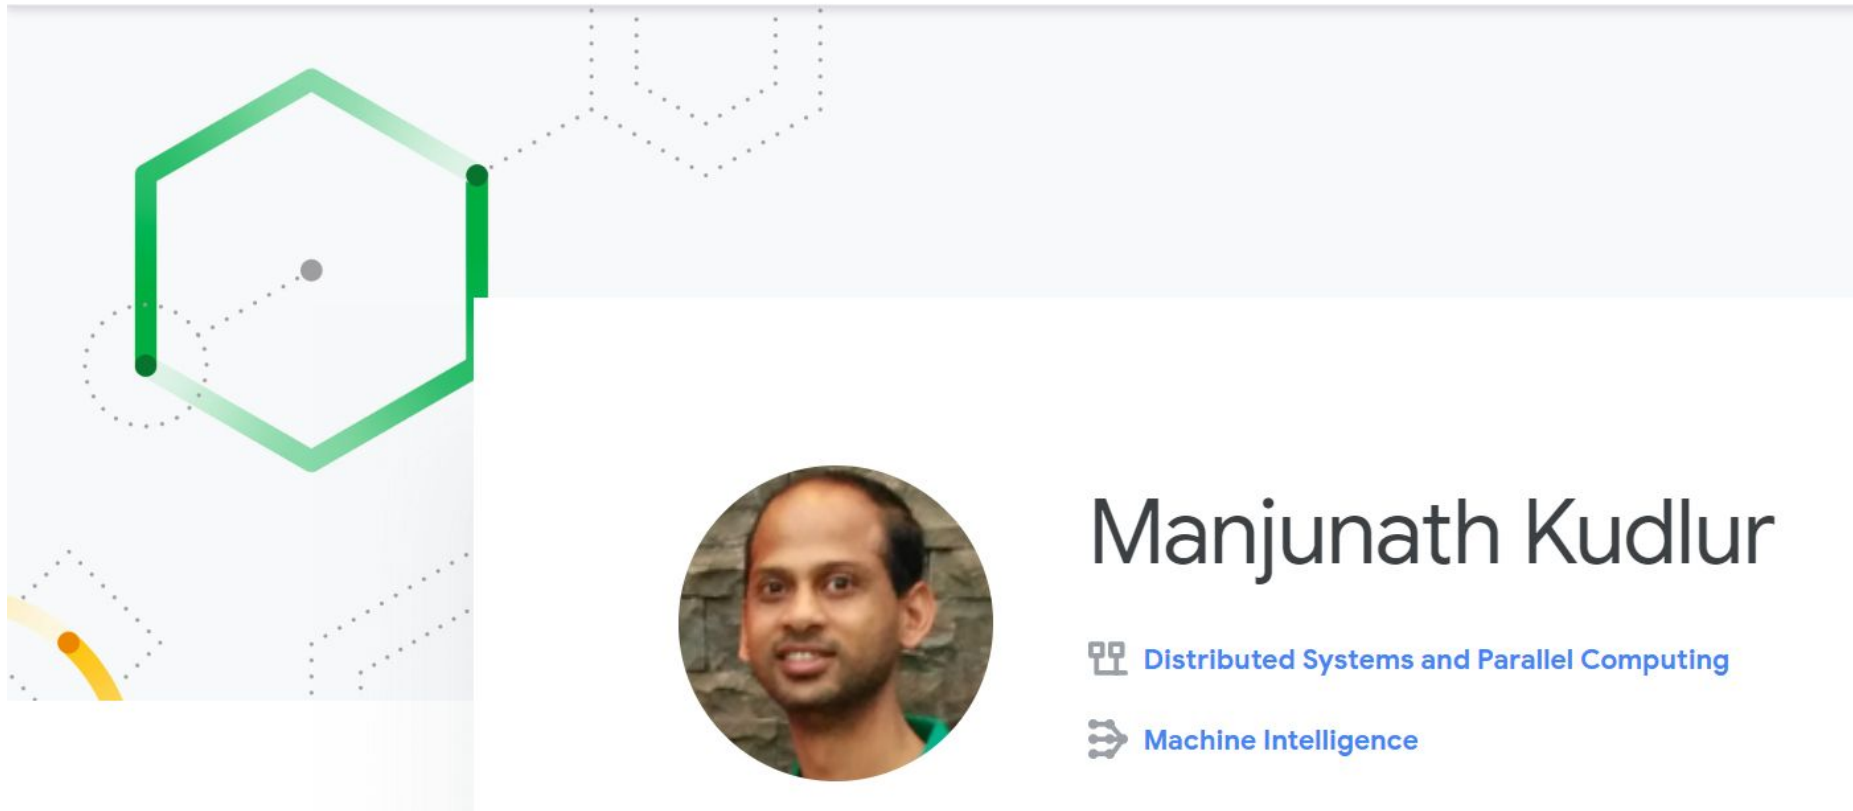 Manjunath Kudlur
Distributed Systems and Parallel Computing
Machine Intelligence